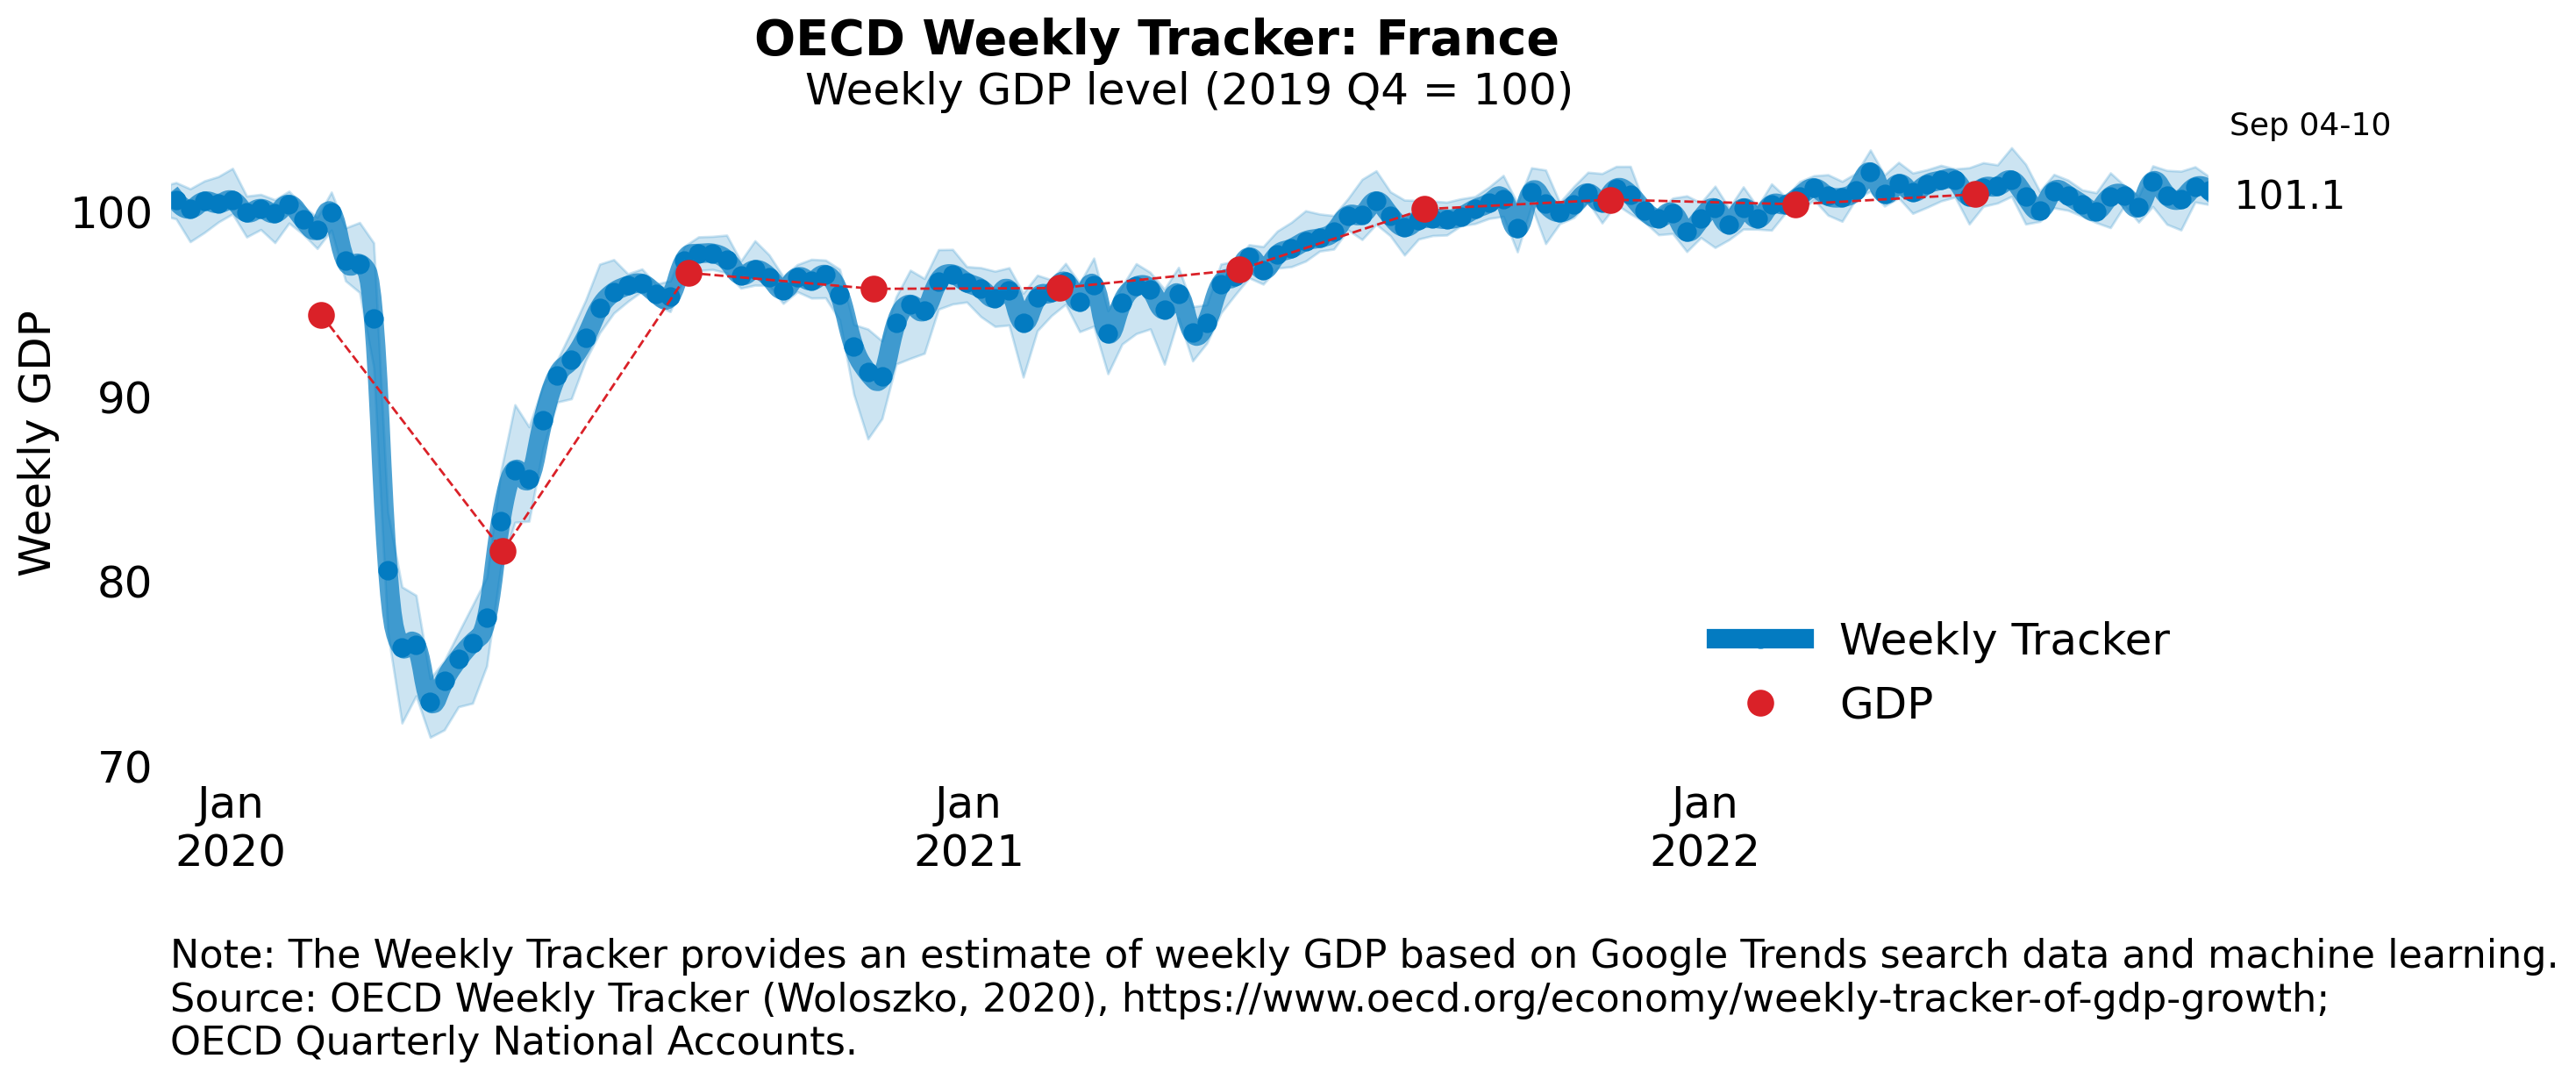 OECD Weekly Tracker: France
Weekly GDP level (2019 Q4 = 100)
Sep 04-10
101.1
Weekly GDP
100
90
80
70
Weekly Tracker
GDP
Jan
2020
Jan
2021
Jan
2022
Note: The Weekly Tracker provides an estimate of weekly GDP based on Google Trends search data and machine learning.
Source: OECD Weekly Tracker (Woloszko, 2020), https://www.oecd.org/economy/weekly-tracker-of-gdp-growth;
OECD Quarterly National Accounts.